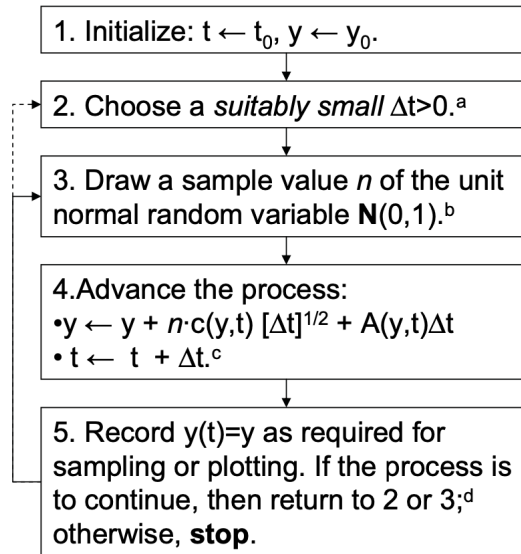 1. Initialize: t ← t₀, y ← y₀.
2. Choose a suitably small Δt>0.ᵃ
3. Draw a sample value n of the unit
normal random variable N(0,1).ᵇ
4.Advance the process:
•y ← y + n·c(y,t) [Δt]¹ᐟ² + A(y,t)Δt
• t ← t + Δt.ᶜ
5. Record y(t)=y as required for
sampling or plotting. If the process is
to continue, then return to 2 or 3;ᵈ
otherwise, stop.